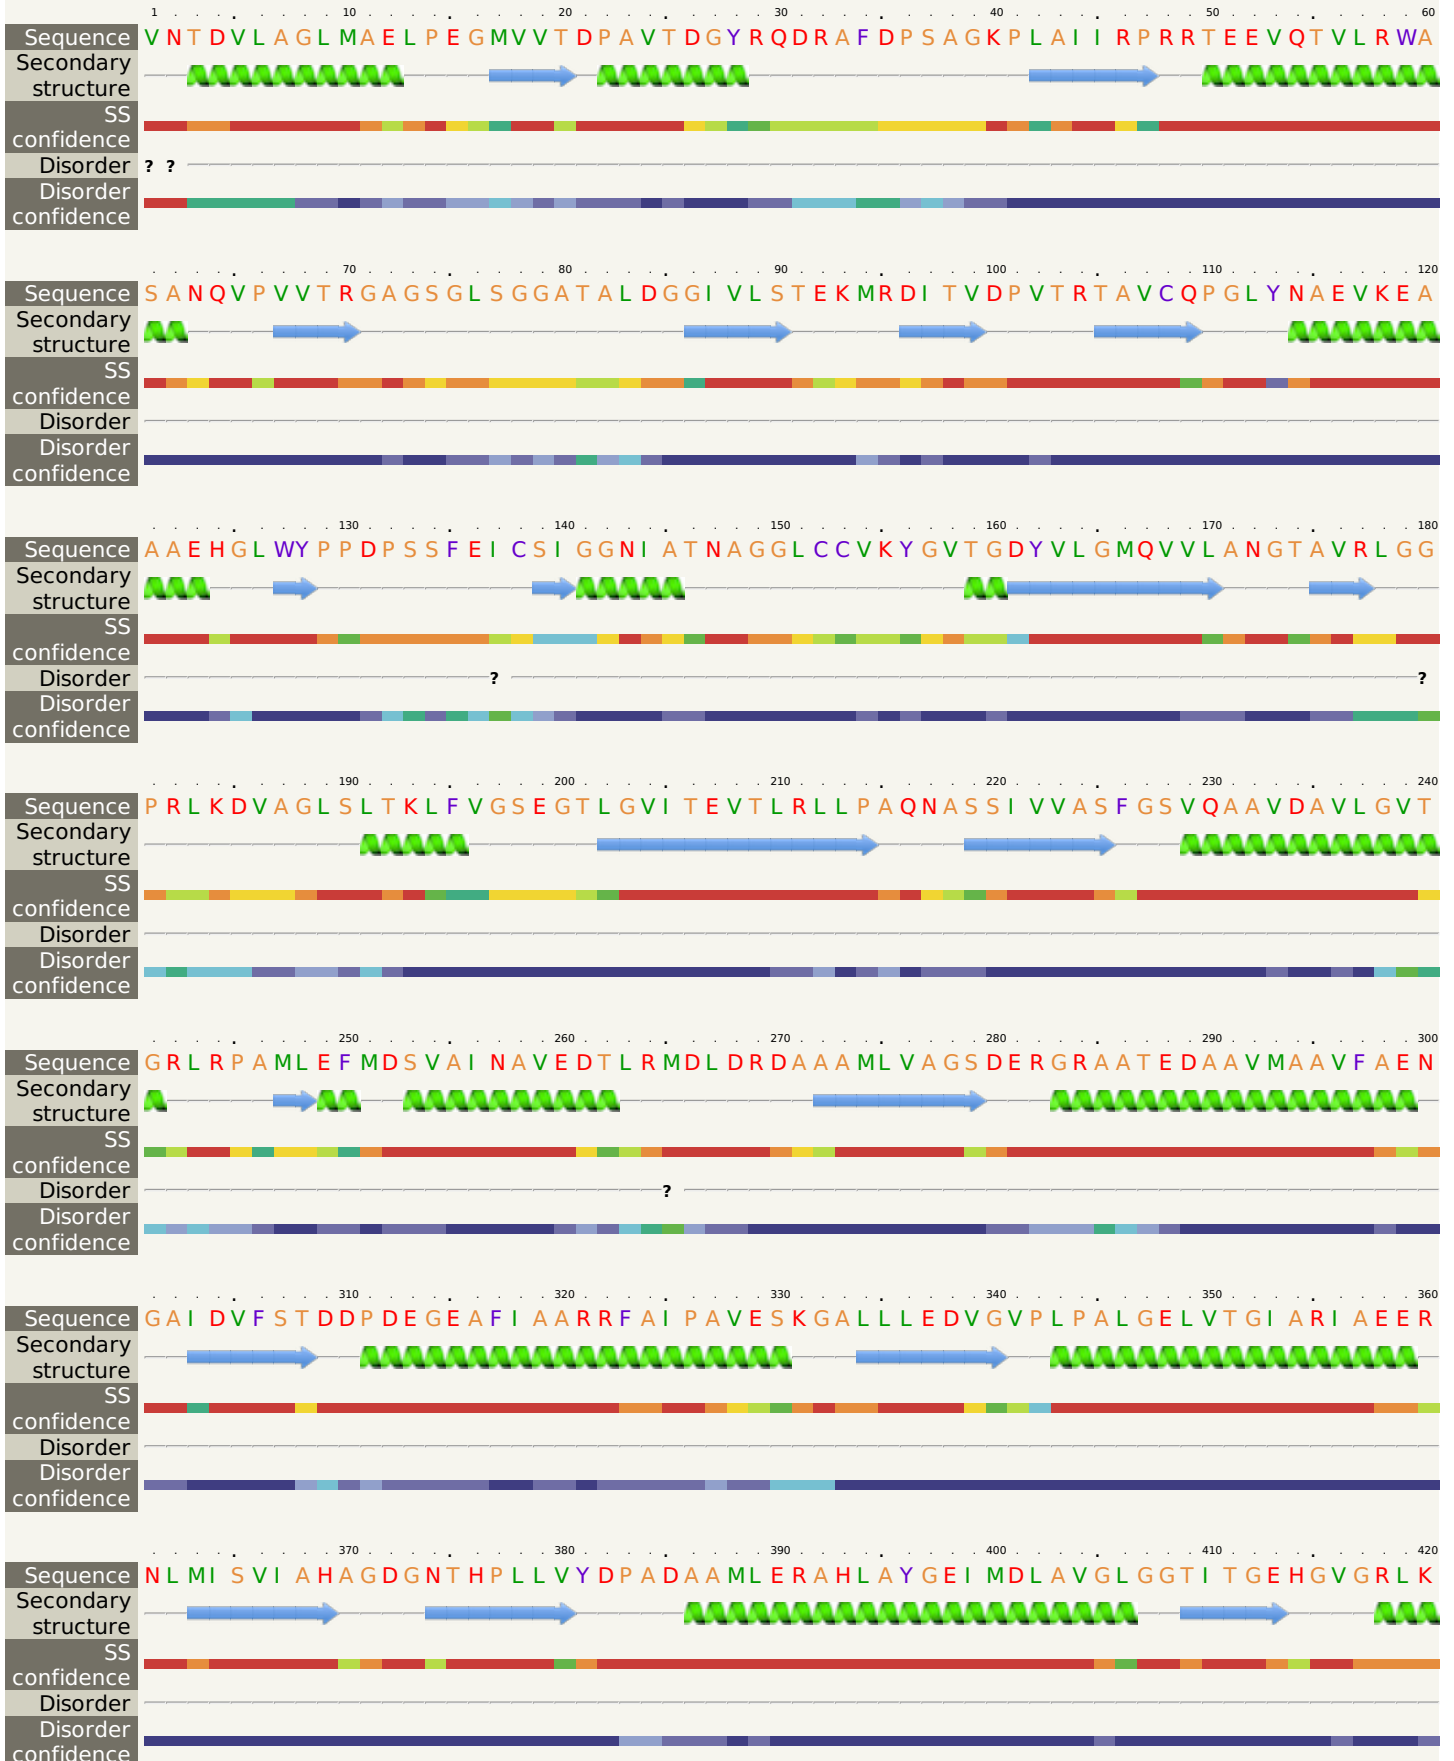 1 10 20 30 40 50 60
Sequence V N T D V L A G L M A E L P E G M V V T D P A V T D G Y R Q D R A F D P S A G K P L A I I R P R R T E E V Q T V L R W A
Secondary
structure
SS
confidence
Disorder ? ?
Disorder
confidence
70 80 90 100 110 120
Sequence S A N Q V P V V T R G A G S G L S G G A T A L D G G I V L S T E K M R D I T V D P V T R T A V C Q P G L Y N A E V K E A
Secondary
structure
SS
confidence
Disorder
Disorder
confidence
130 140 150 160 170 180
Sequence A A E H G L W Y P P D P S S F E I C S I G G N I A T N A G G L C C V K Y G V T G D Y V L G M Q V V L A N G T A V R L G G
Secondary
structure
SS
confidence
Disorder ? ?
Disorder
confidence
190 200 210 220 230 240
Sequence P R L K D V A G L S L T K L F V G S E G T L G V I T E V T L R L L P A Q N A S S I V V A S F G S V Q A A V D A V L G V T
Secondary
structure
SS
confidence
Disorder
Disorder
confidence
250 260 270 280 290 300
Sequence G R L R P A M L E F M D S V A I N A V E D T L R M D L D R D A A A M L V A G S D E R G R A A T E D A A V M A A V F A E N
Secondary
structure
SS
confidence
Disorder ?
Disorder
confidence
310 320 330 340 350 360
Sequence G A I D V F S T D D P D E G E A F I A A R R F A I P A V E S K G A L L L E D V G V P L P A L G E L V T G I A R I A E E R
Secondary
structure
SS
confidence
Disorder
Disorder
confidence
370 380 390 400 410 420
Sequence N L M I S V I A H A G D G N T H P L L V Y D P A D A A M L E R A H L A Y G E I M D L A V G L G G T I T G E H G V G R L K
Secondary
structure
SS
confidence
Disorder
Disorder
confidence